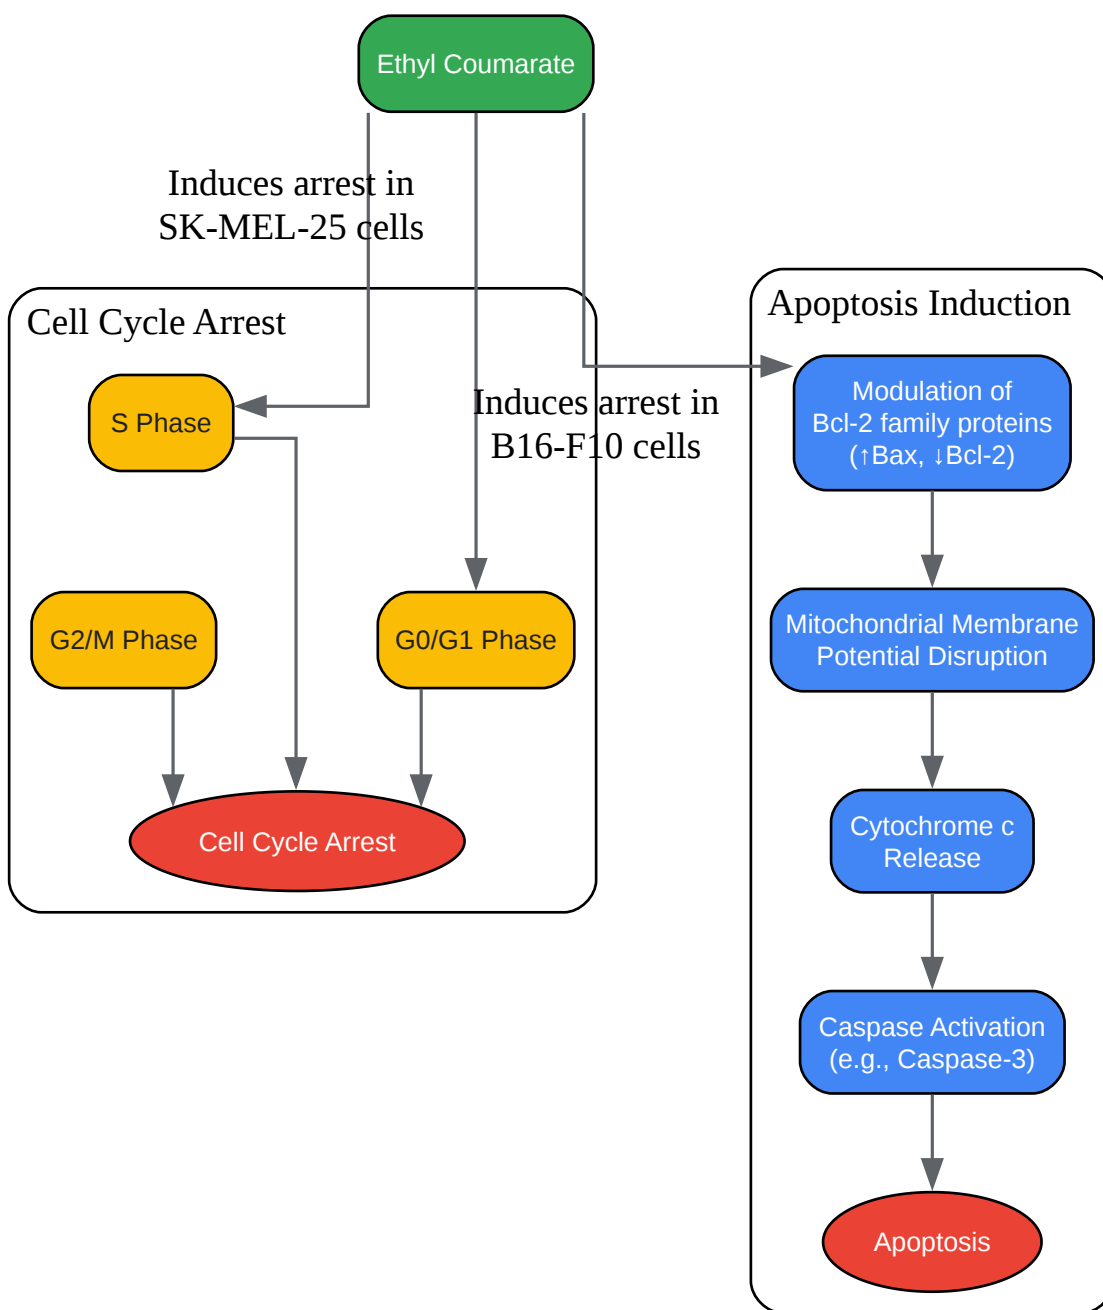 Ethyl Coumarate
Induces arrest in
SK-MEL-25 cells
Cell Cycle Arrest
S Phase
Induces arrest in
B16-F10 cells
G2/M Phase
G0/G1 Phase
Cell Cycle Arrest
Apoptosis Induction
Modulation of
Bcl-2 family proteins
(↑Bax, ↓Bcl-2)
Mitochondrial Membrane
Potential Disruption
Cytochrome c
Release
Caspase Activation
(e.g., Caspase-3)
Apoptosis